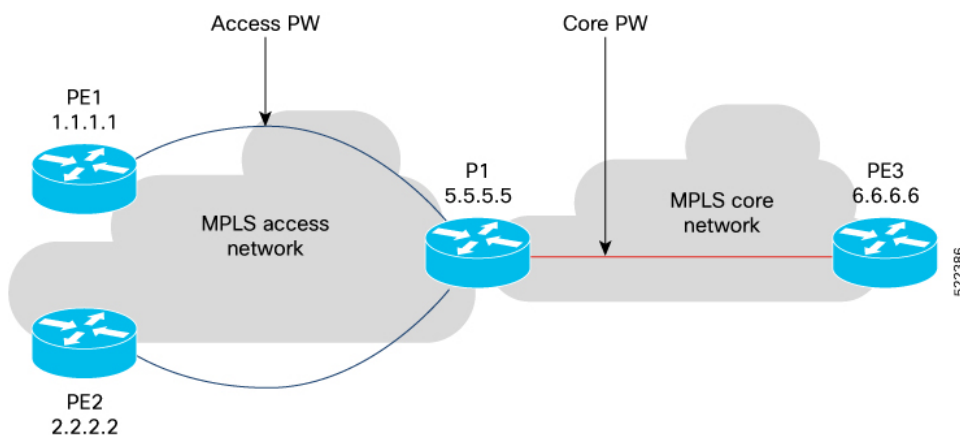 Access PW
Core PW
PE1
1.1.1.1
P1
5.5.5.5
PE3
6.6.6.6
MPLS access
network
MPLS core
network
PE2
2.2.2.2
522386